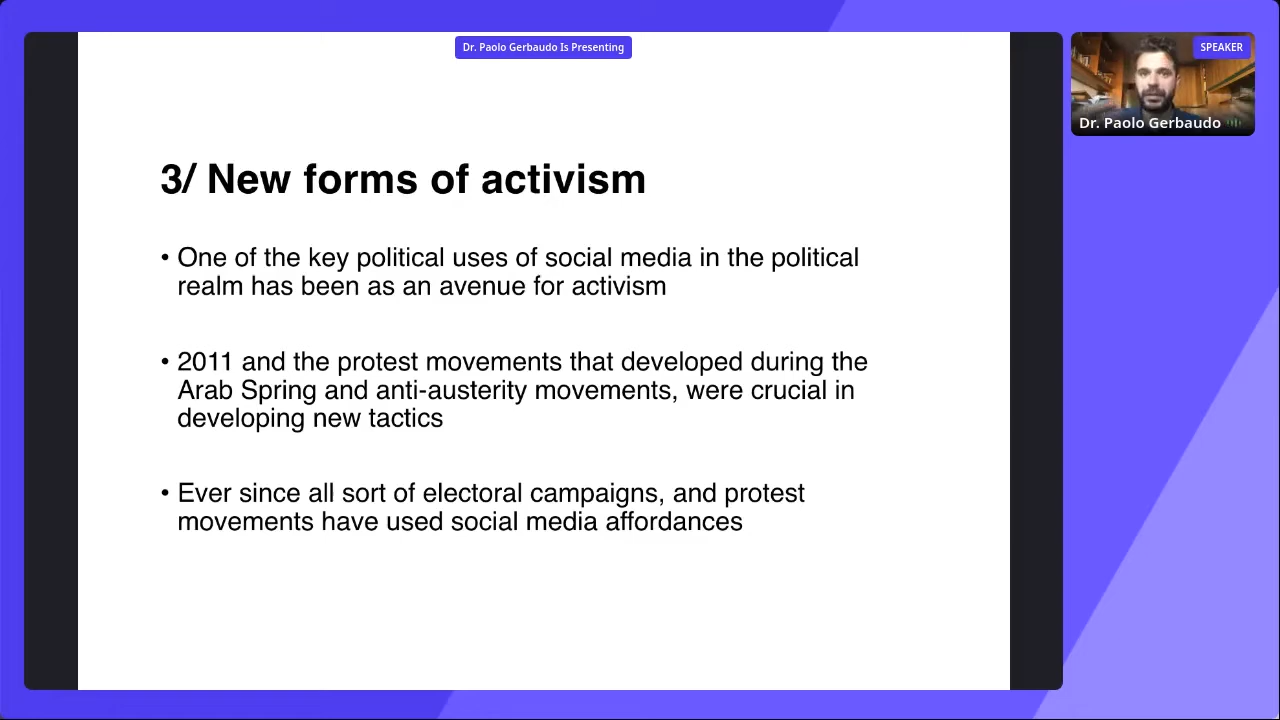 Dr. Paolo Gerbaudo Is Presenting
SPEAKER
Dr. Paolo Gerbaudo
3/ New forms of activism
• One of the key political uses of social media in the political
realm has been as an avenue for activism
• 2011 and the protest movements that developed during the
Arab Spring and anti-austerity movements, were crucial in
developing new tactics
• Ever since all sort of electoral campaigns, and protest
movements have used social media affordances